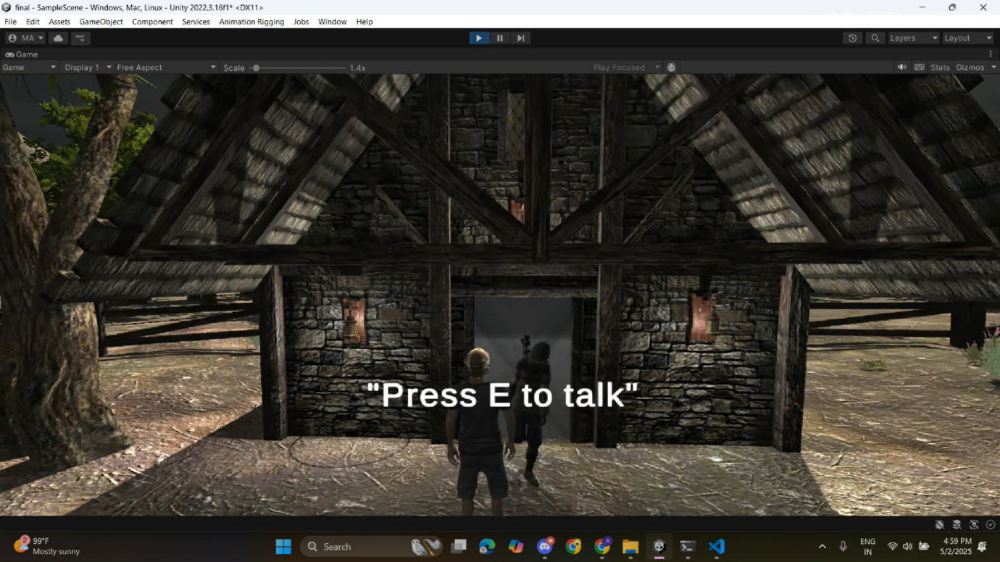 final - SampleScene - Windows, Mac, Linux - Unity 2022.3.16f1* <DX11>
File Edit Assets GameObject Component Services Animation Rigging Jobs Window Help
MA Layers Layout
Game
Game Display 1 Free Aspect Scale 1.4x Play Focused Stats Gizmos
"Press E to talk"
2 99°F
Mostly sunny
Search
A
ENG
IN
4:59 PM
5/2/2025